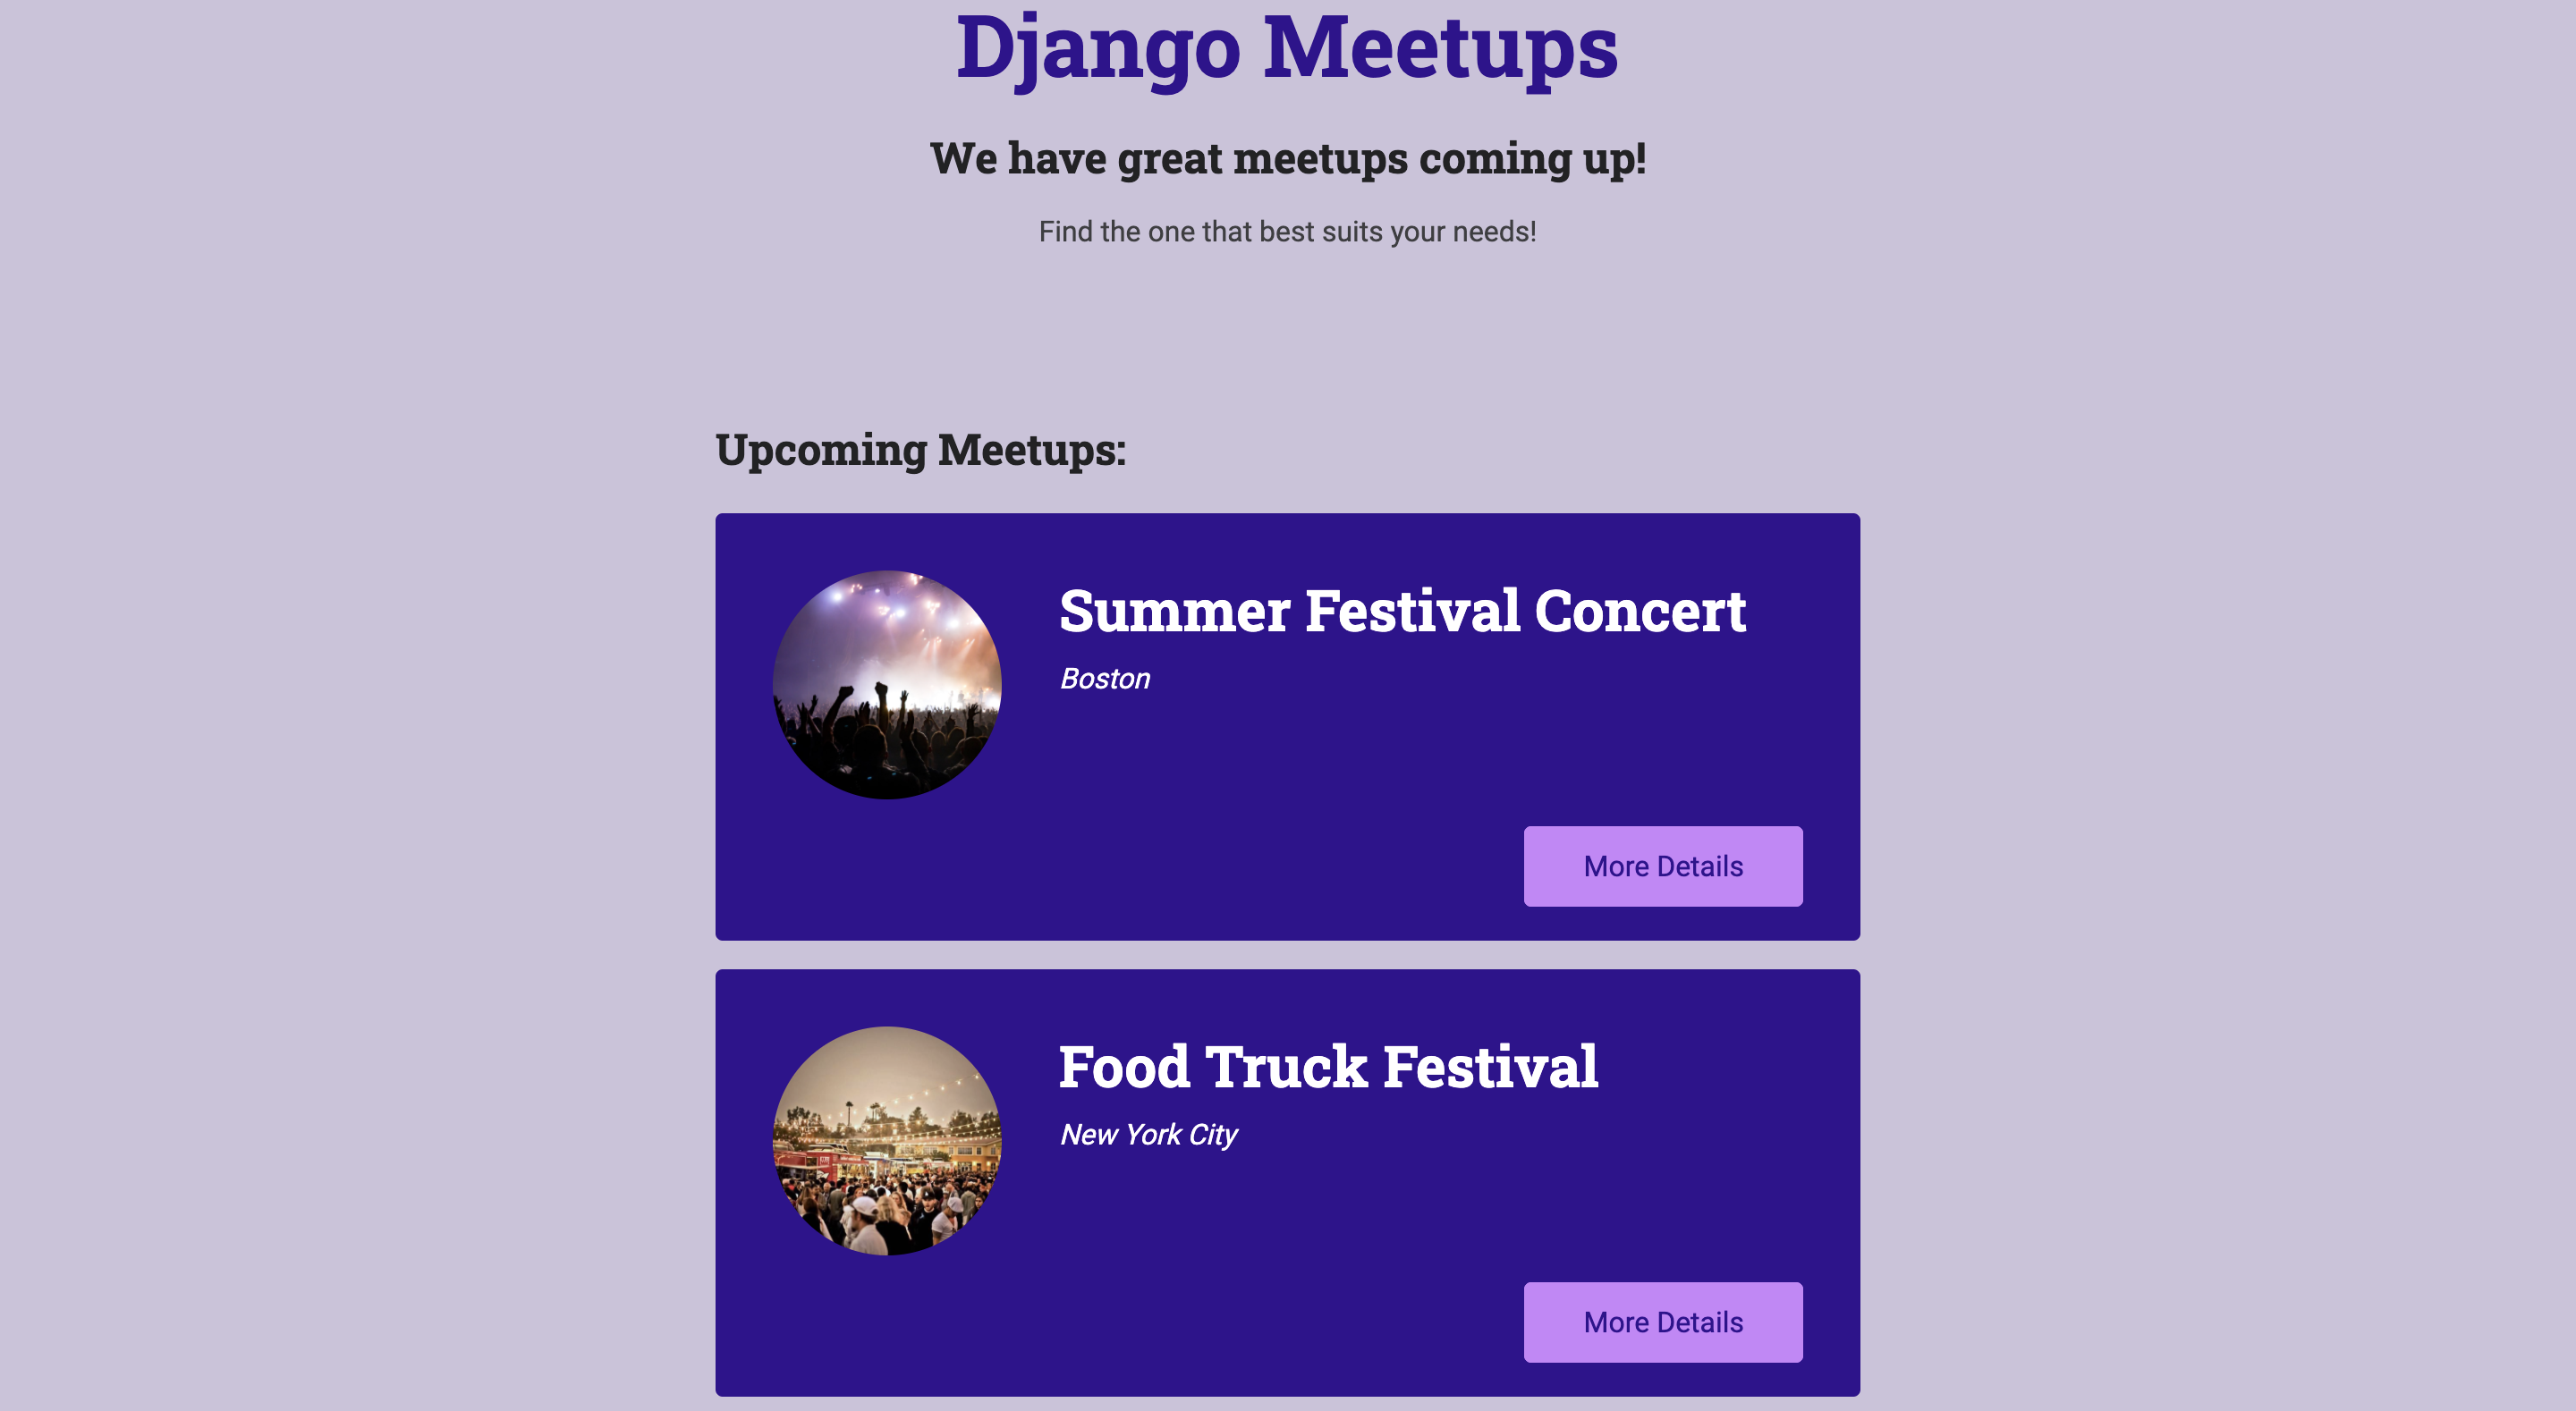 Django Meetups
We have great meetups coming up!
Find the one that best suits your needs!
Upcoming Meetups:
Summer Festival Concert
Boston
More Details
Food Truck Festival
New York City
More Details